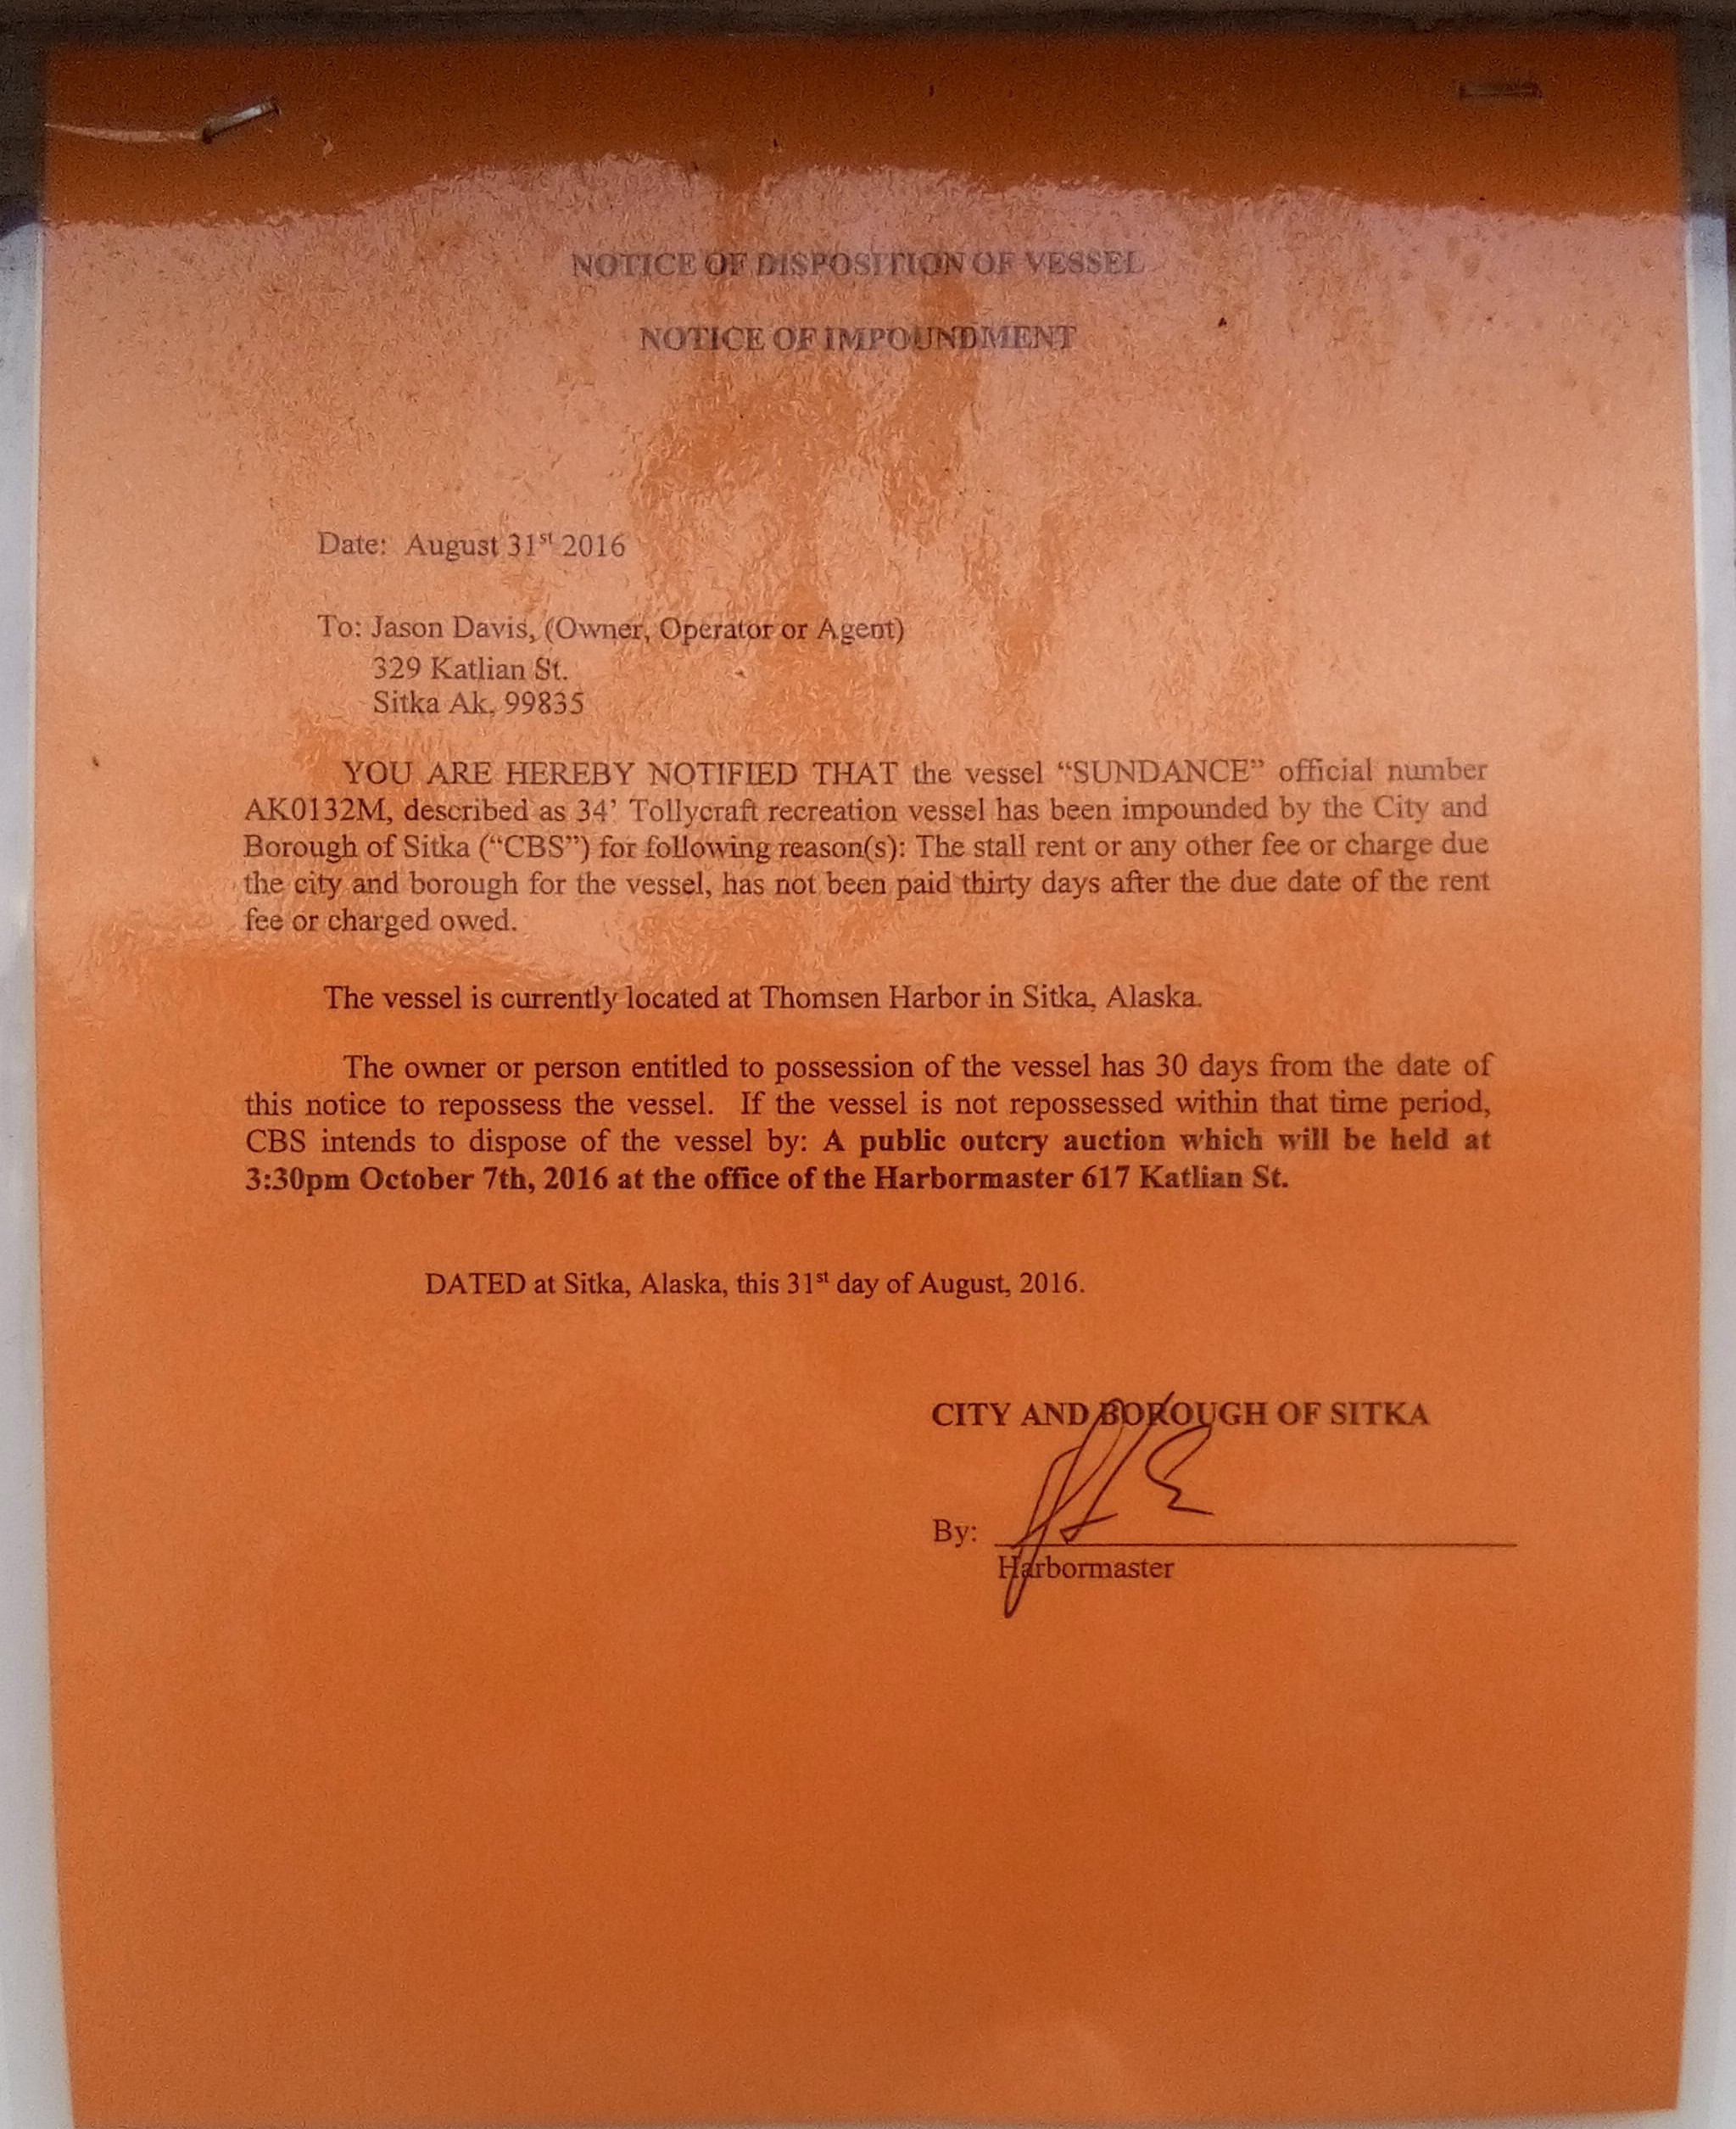 NOTICE OF DISPOSITION OF VESSEL
NOTICE OF IMPOUNDMENT
Date: August 31st 2016
To: Jason Davis, (Owner, Operator or Agent)
329 Katlian St.
Sitka Ak. 99835
YOU ARE HEREBY NOTIFIED THAT the vessel “SUNDANCE” official number
AK0132M, described as 34’ Tollycraft recreation vessel has been impounded by the City and
Borough of Sitka (“CBS”) for following reason(s): The stall rent or any other fee or charge due
the city and borough for the vessel, has not been paid thirty days after the due date of the rent
fee or charged owed.
The vessel is currently located at Thomsen Harbor in Sitka, Alaska.
The owner or person entitled to possession of the vessel has 30 days from the date of
this notice to repossess the vessel. If the vessel is not repossessed within that time period,
CBS intends to dispose of the vessel by: A public outcry auction which will be held at
3:30pm October 7th, 2016 at the office of the Harbormaster 617 Katlian St.
DATED at Sitka, Alaska, this 31st day of August, 2016.
CITY AND BOROUGH OF SITKA
By:
Harbormaster